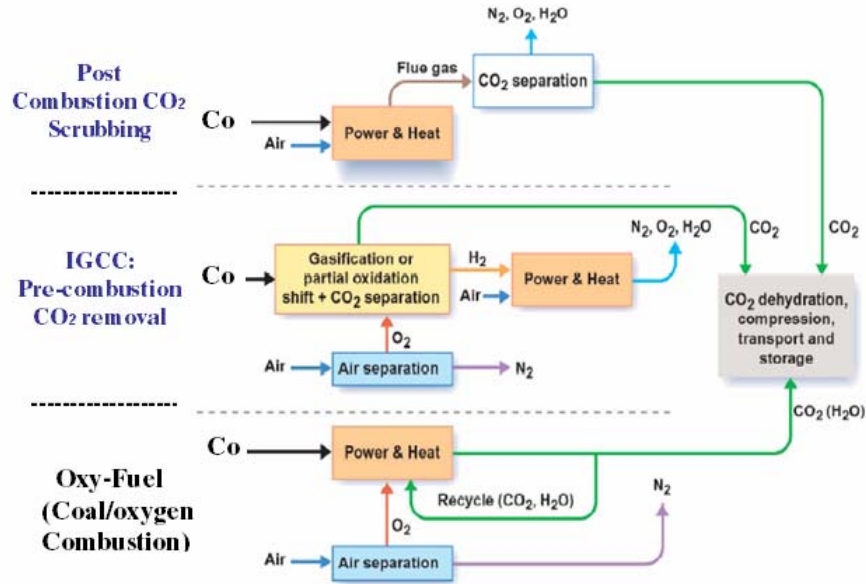 Post
Combustion CO₂
Scrubbing
Co
Air
Power & Heat
Flue gas
N₂, O₂, H₂O
CO₂ separation
CO₂
CO₂
IGCC:
Pre-combustion
CO₂ removal
Co
Gasification or
partial oxidation
shift + CO₂ separation
H₂
Air
Power & Heat
N₂, O₂, H₂O
O₂
Air
Air separation
N₂
CO₂ dehydration,
compression,
transport and
storage
CO₂ (H₂O)
Oxy-Fuel
(Coal/oxygen
Combustion)
Co
Power & Heat
Recycle (CO₂, H₂O)
O₂
Air
Air separation
N₂